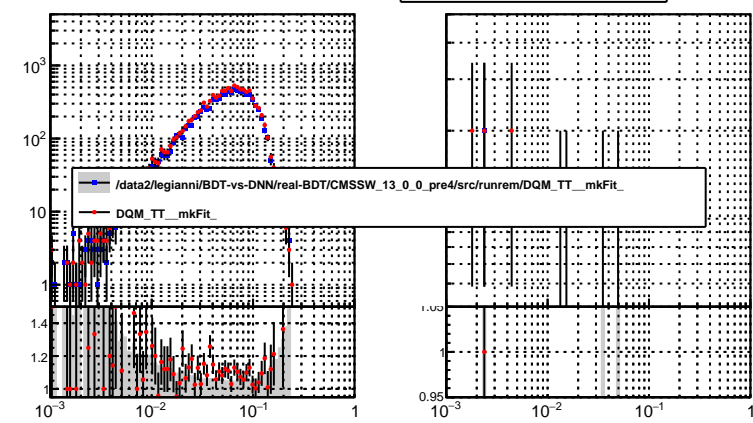 10³
10²
10
1
/data2/legianni/BDT-vs-DNN/real-BDT/CMSSW_13_0_0_pre4/src/runrem/DQM_TT__mkFit_
DQM_TT__mkFit_
1.4
1.2
1
10⁻³ 10⁻² 10⁻¹ 1
1.05
1
0.95
10⁻³ 10⁻² 10⁻¹ 1